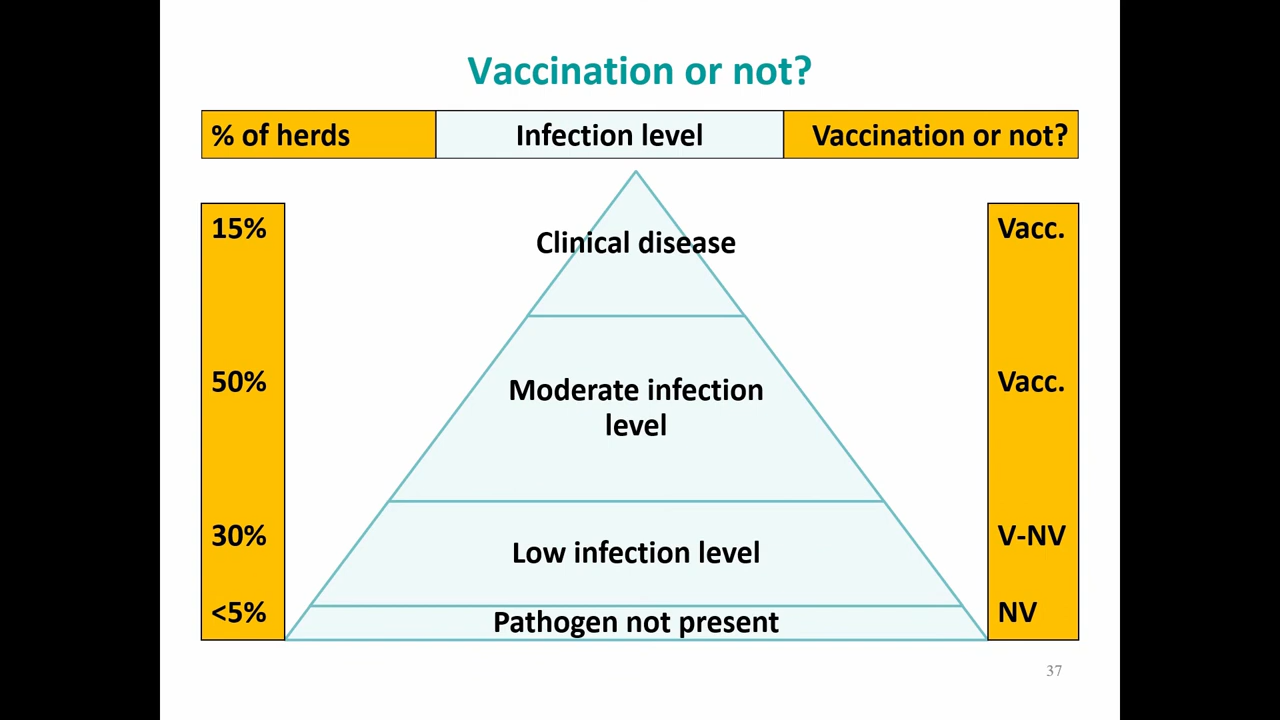 Vaccination or not?
% of herds
Infection level
Vaccination or not?
15%
Clinical disease
Vacc.
50%
Moderate infection
level
Vacc.
30%
Low infection level
V-NV
<5%
Pathogen not present
NV
37